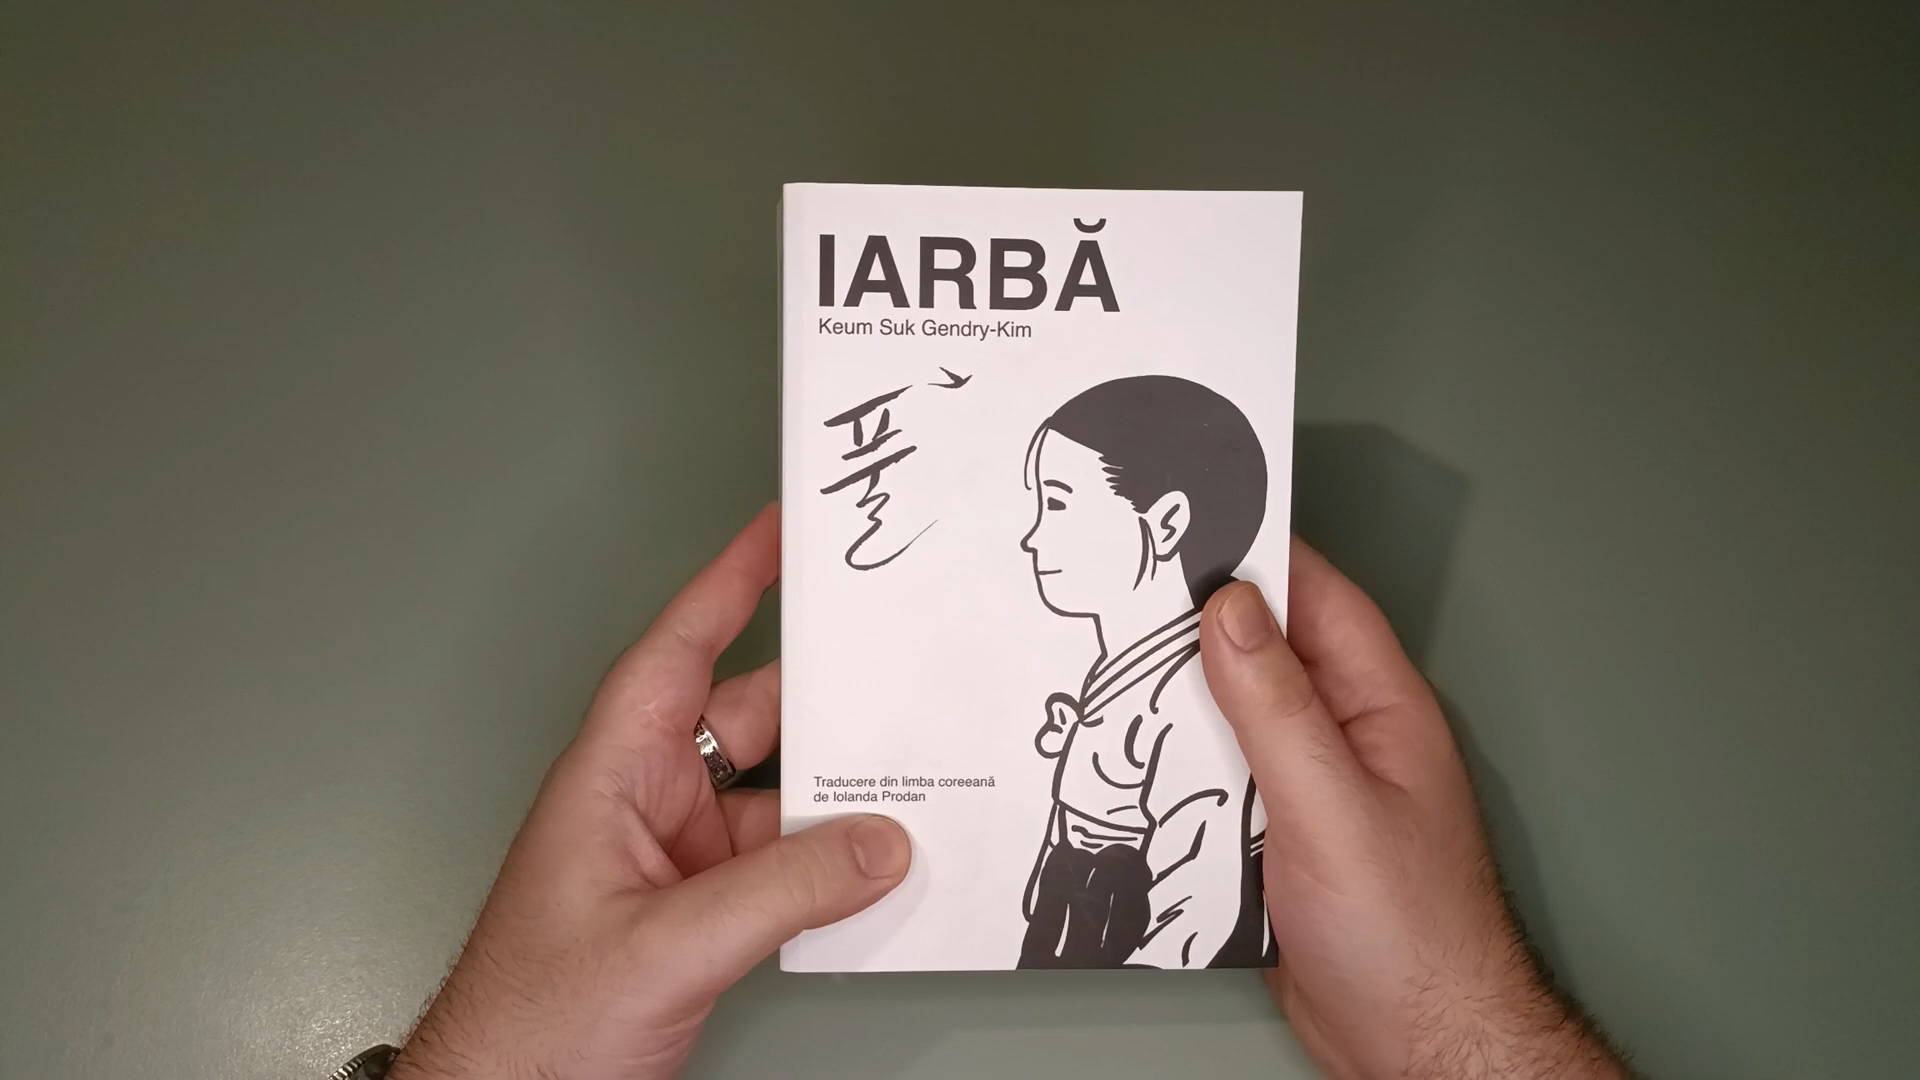 IARBĂ
Keum Suk Gendry-Kim
풀
Traducere din limba coreeană
de Iolanda Prodan